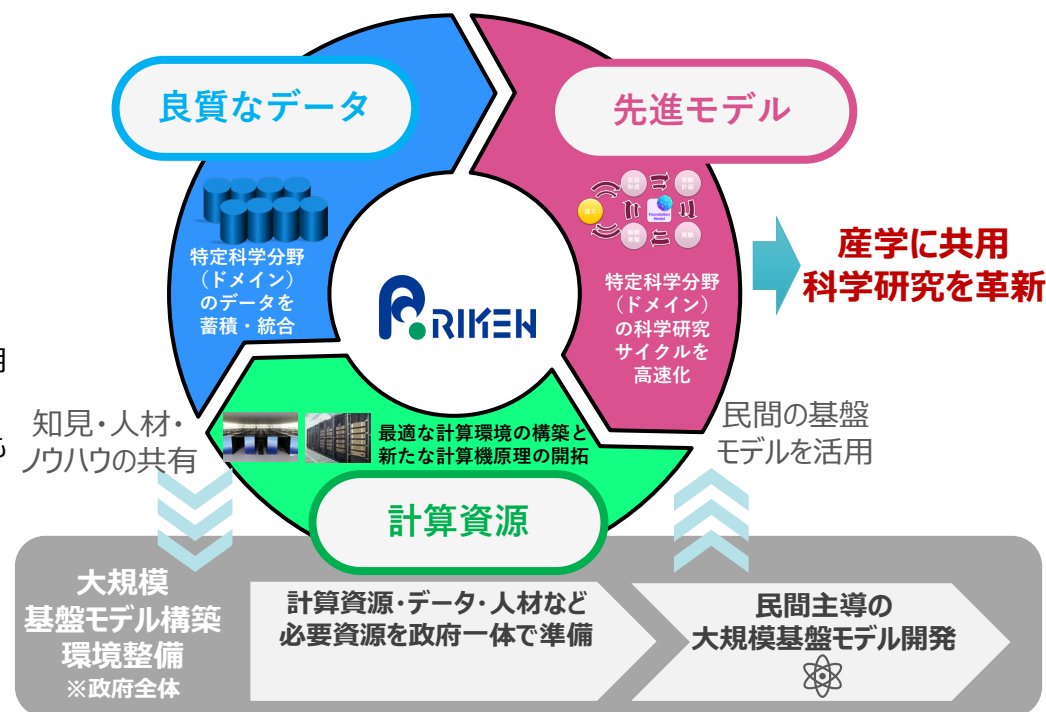 良質なデータ
先進モデル
特定科学分野
（ドメイン）
のデータを
蓄積・統合
RIKEN
論文
Foundation
Model
実験
特定科学分野
（ドメイン）
の科学研究
サイクルを
高速化
産学に共用
科学研究を革新
知見・人材・
ノウハウの共有
最適な計算環境の構築と
新たな計算機原理の開拓
民間の基盤
モデルを活用
計算資源
大規模
基盤モデル構築
環境整備
※政府全体
計算資源・データ・人材など
必要資源を政府一体で準備
民間主導の
大規模基盤モデル開発